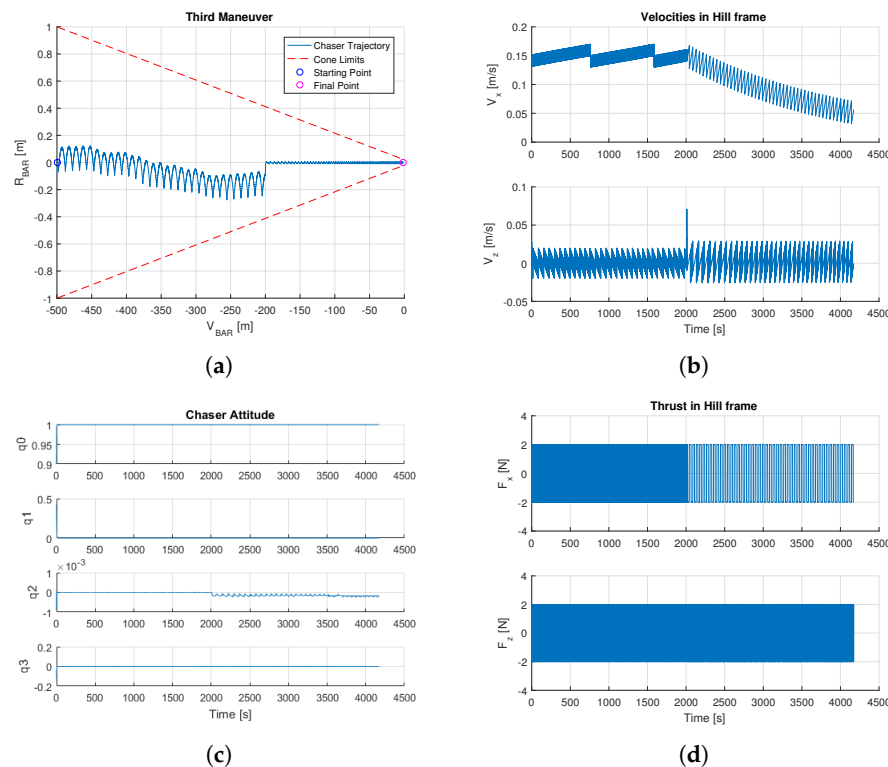 Third Maneuver
1
0.8
0.6
0.4
0.2
0
-0.2
-0.4
-0.6
-0.8
-1
R_BAR [m]
Chaser Trajectory
Cone Limits
Starting Point
Final Point
-500 -450 -400 -350 -300 -250 -200 -150 -100 -50 0
V_BAR [m]
(a)
Velocities in Hill frame
0.2
0.15
0.1
0.05
0
V_x [m/s]
0 500 1000 1500 2000 2500 3000 3500 4000 4500
0.1
0.05
0
-0.05
V_z [m/s]
0 500 1000 1500 2000 2500 3000 3500 4000 4500
Time [s]
(b)
Chaser Attitude
1
0.95
0.9
q0
0 500 1000 1500 2000 2500 3000 3500 4000 4500
0.5
0
q1
0 500 1000 1500 2000 2500 3000 3500 4000 4500
×10⁻³
1
0
-1
q2
0 500 1000 1500 2000 2500 3000 3500 4000 4500
0.2
0
-0.2
q3
0 500 1000 1500 2000 2500 3000 3500 4000 4500
Time [s]
(c)
Thrust in Hill frame
4
2
0
-2
-4
F_x [N]
0 500 1000 1500 2000 2500 3000 3500 4000 4500
4
2
0
-2
-4
F_z [N]
0 500 1000 1500 2000 2500 3000 3500 4000 4500
Time [s]
(d)